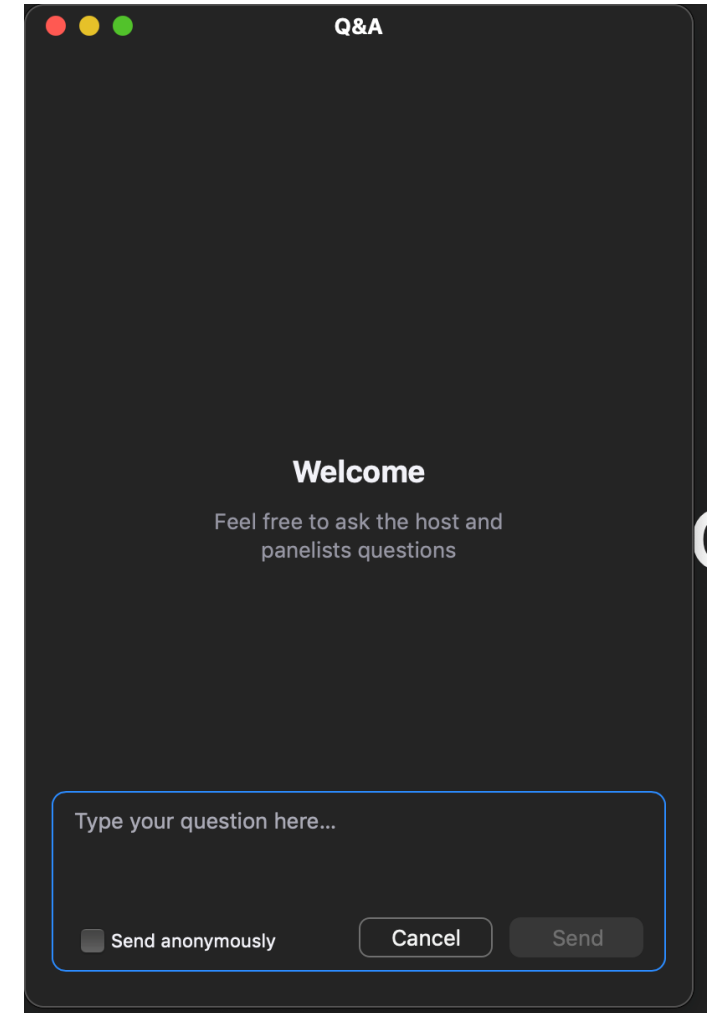 Q&A
Welcome
Feel free to ask the host and
panelists questions
Type your question here...
Send anonymously
Cancel
Send